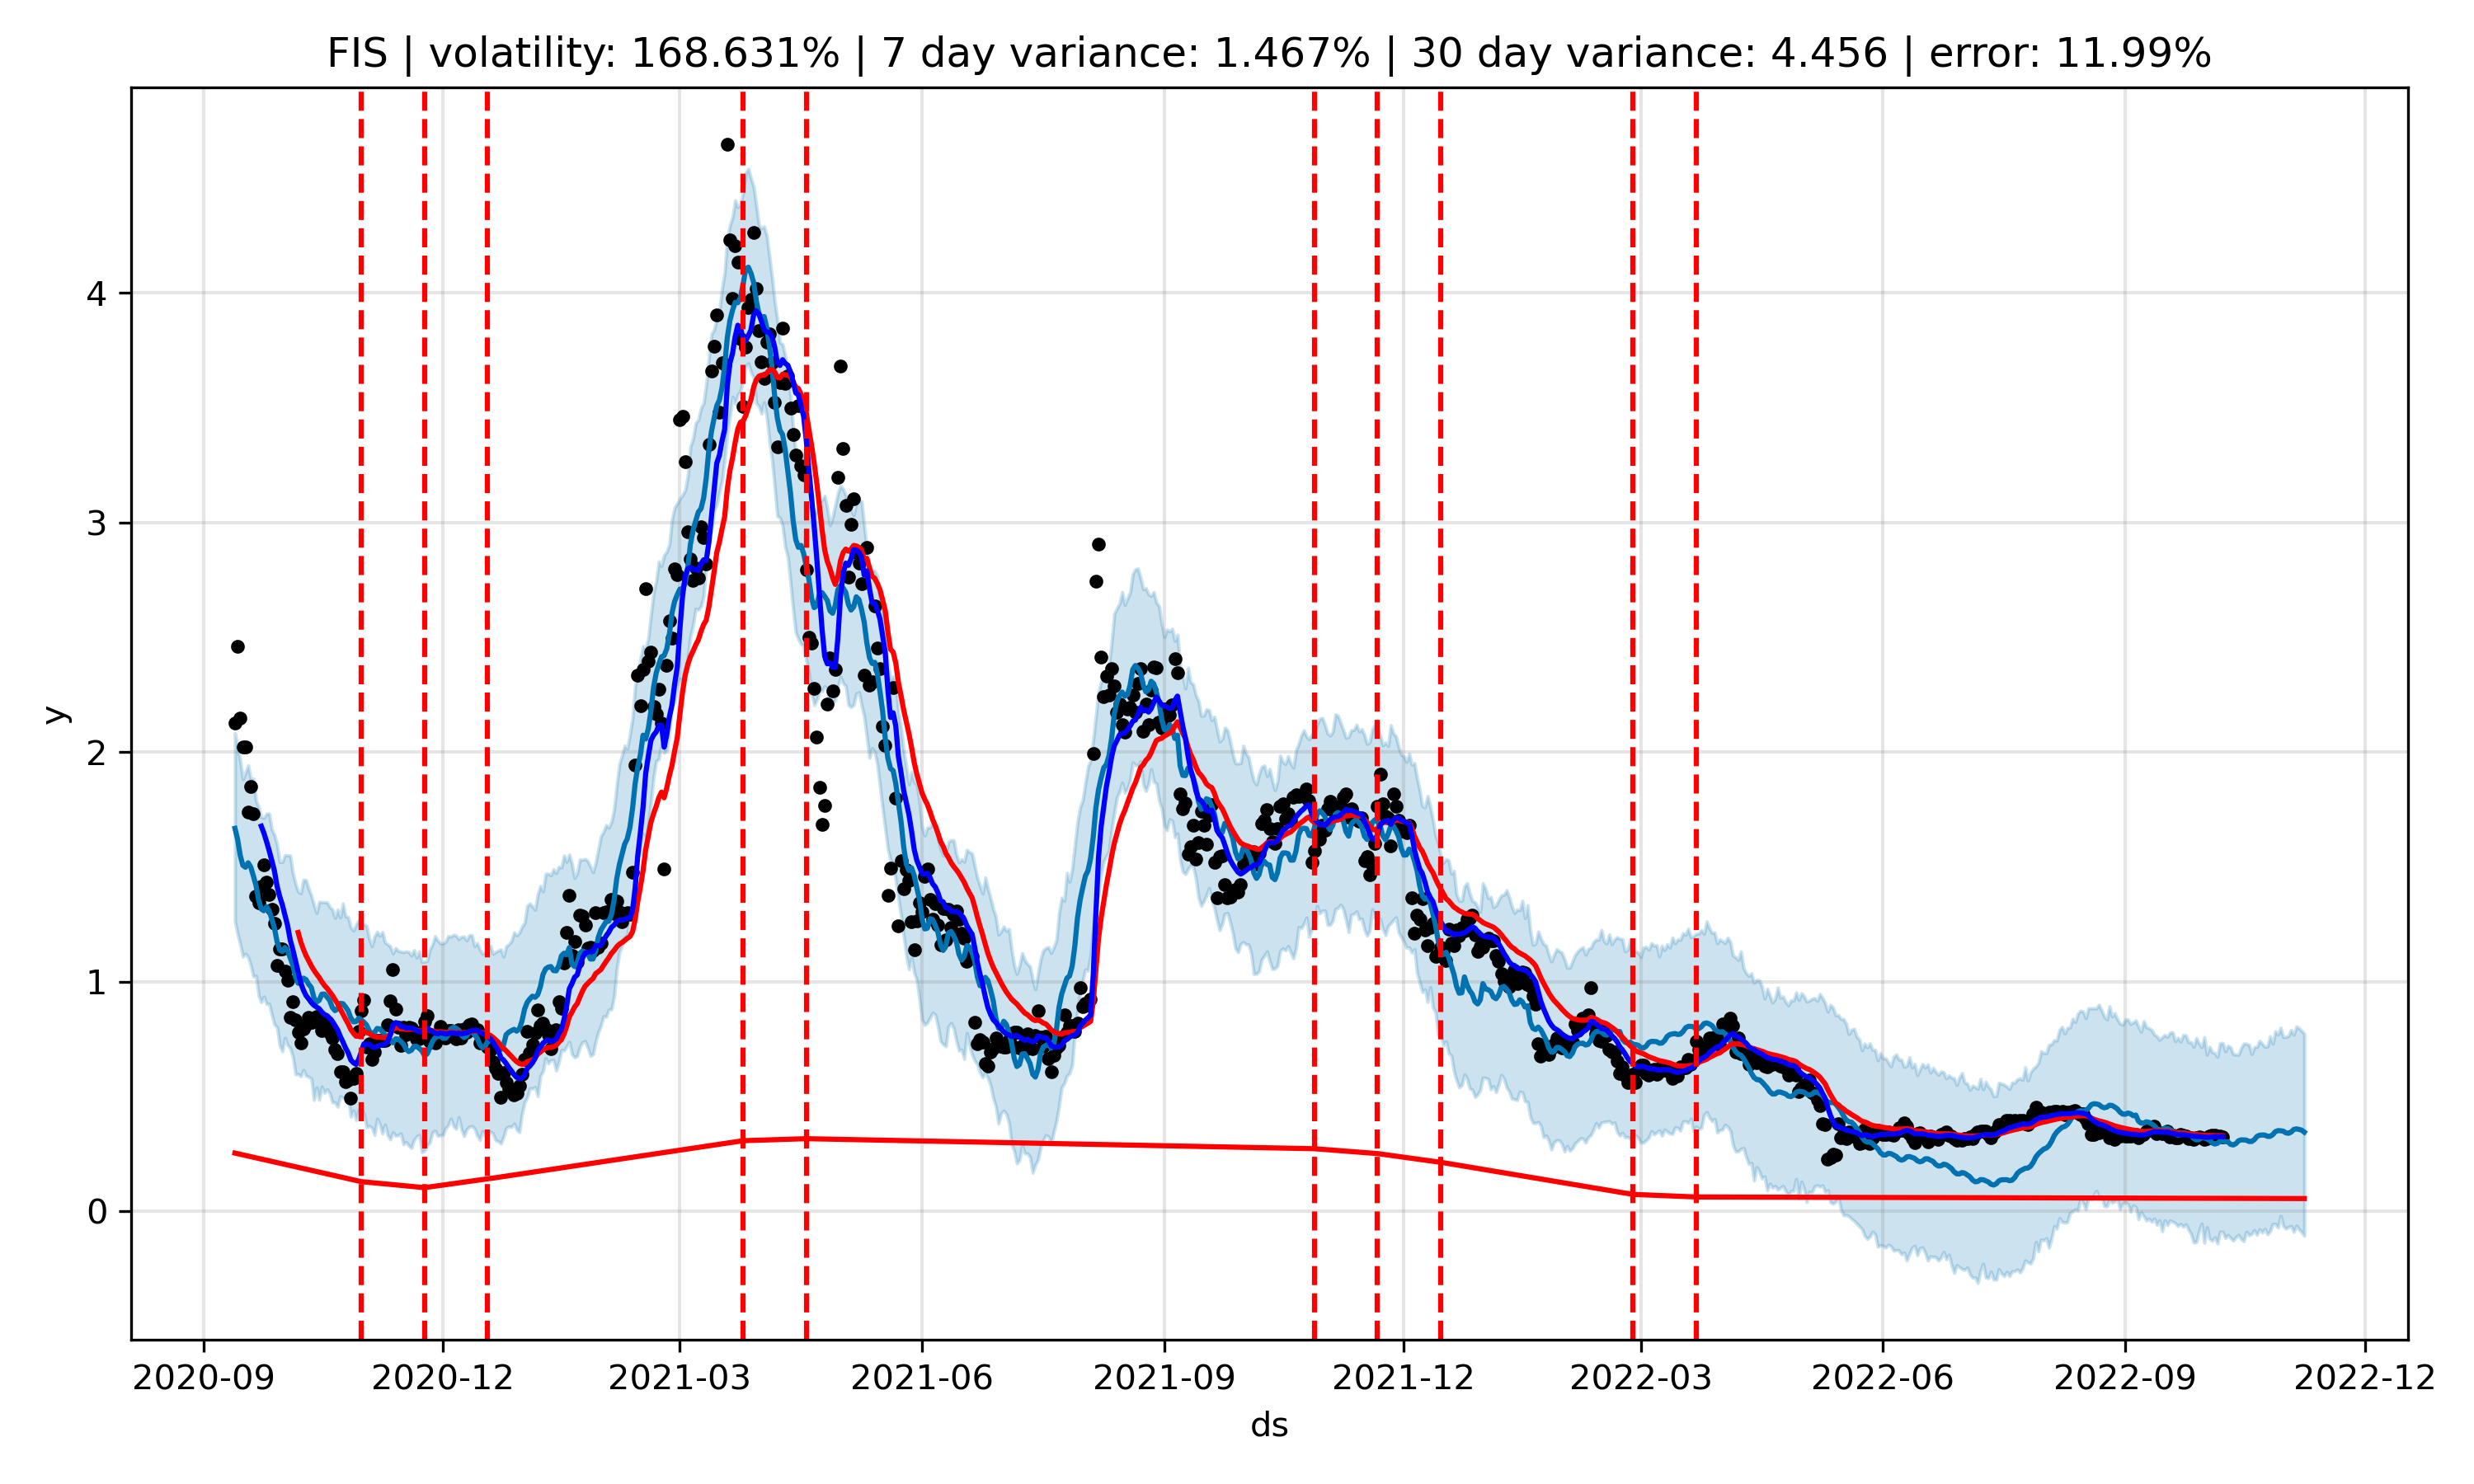 FIS | volatility: 168.631% | 7 day variance: 1.467% | 30 day variance: 4.456 | error: 11.99%
4
3
2
1
0
y
2020-09 2020-12 2021-03 2021-06 2021-09 2021-12 2022-03 2022-06 2022-09 2022-12
ds